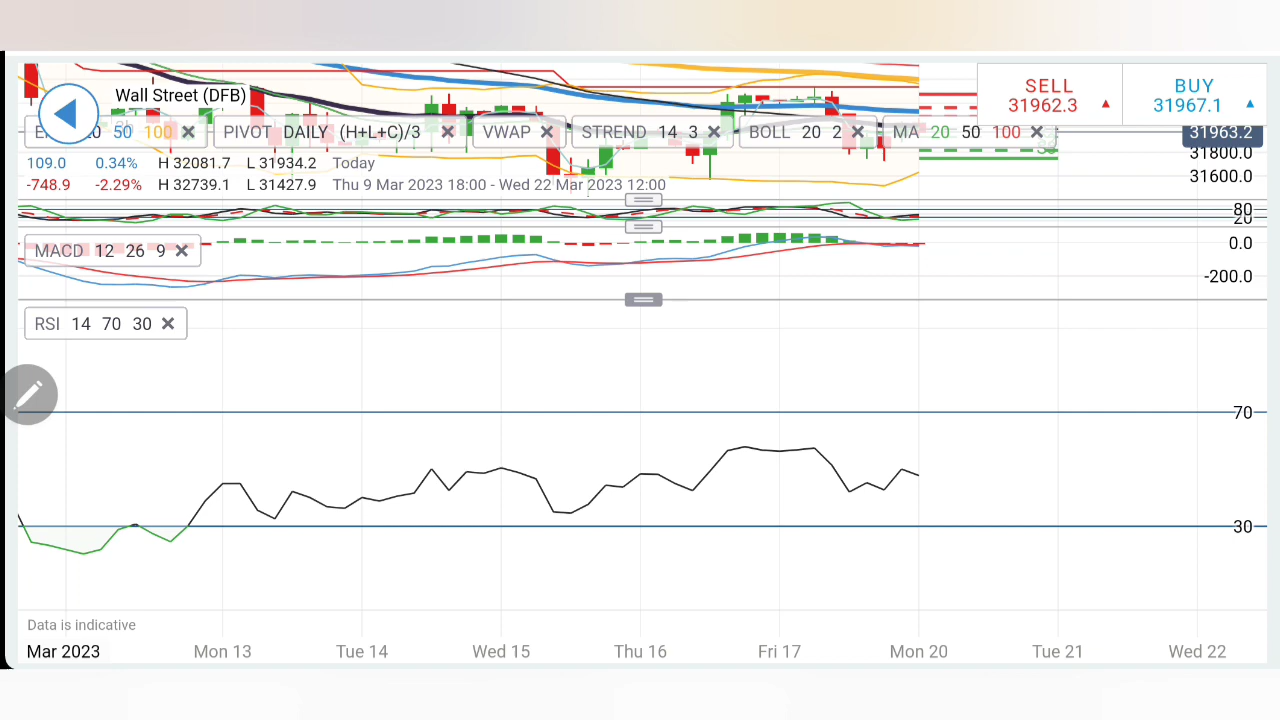 Wall Street (DFB)
SELL
31962.3
BUY
31967.1
50 100
PIVOT DAILY (H+L+C)/3
VWAP
STREND 14 3
BOLL 20 2
MA 20 50 100
31963.2
31800.0
31600.0
109.0 0.34% H 32081.7 L 31934.2 Today
-748.9 -2.29% H 32739.1 L 31427.9 Thu 9 Mar 2023 18:00 - Wed 22 Mar 2023 12:00
80
20
MACD 12 26 9
0.0
-200.0
RSI 14 70 30
70
30
Data is indicative
Mar 2023 Mon 13 Tue 14 Wed 15 Thu 16 Fri 17 Mon 20 Tue 21 Wed 22